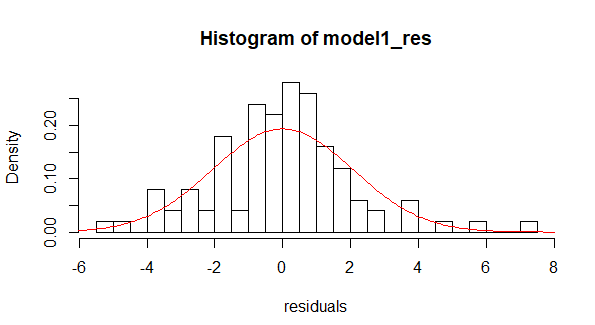 Histogram of model1_res
Density
0.00 0.10 0.20
-6 -4 -2 0 2 4 6 8
residuals